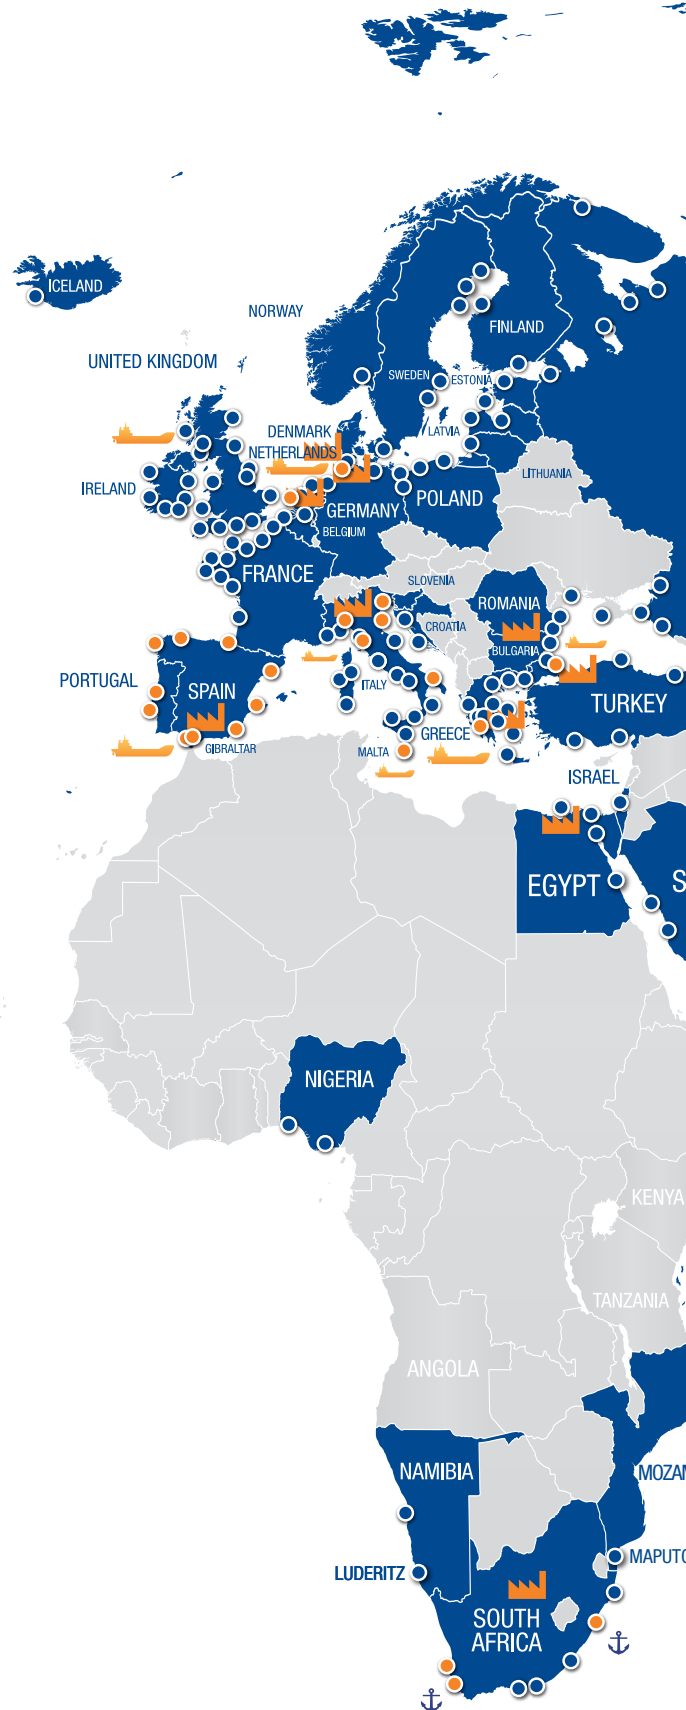 ICELAND
NORWAY
FINLAND
UNITED KINGDOM
SWEDEN
ESTONIA
DENMARK
LATVIA
NETHERLANDS
LITHUANIA
IRELAND
POLAND
GERMANY
BELGIUM
FRANCE
SLOVENIA
ROMANIA
CROATIA
BULGARIA
PORTUGAL
SPAIN
ITALY
TURKEY
GREECE
GIBRALTAR
MALTA
ISRAEL
EGYPT
S
NIGERIA
KENYA
TANZANIA
ANGOLA
NAMIBIA
MOZAM
MAPUTO
LUDERITZ
SOUTH
AFRICA